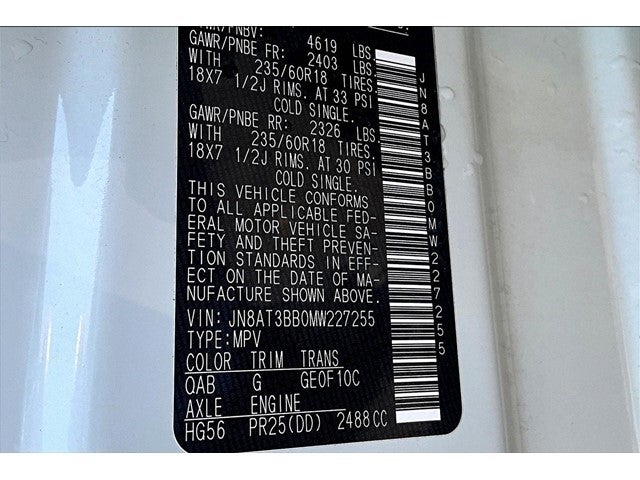 4619 LBS.
GAWR/PNBE FR: 2403 LBS.
WITH 235/60R18 TIRES.
18X7 1/2J RIMS. AT 33 PSI
COLD SINGLE.
GAWR/PNBE RR: 2326 LBS.
WITH 235/60R18 TIRES.
18X7 1/2J RIMS. AT 30 PSI
COLD SINGLE.
THIS VEHICLE CONFORMS
TO ALL APPLICABLE FED-
ERAL MOTOR VEHICLE SA-
FETY AND THEFT PREVEN-
TION STANDARDS IN EFF-
ECT ON THE DATE OF MA-
NUFACTURE SHOWN ABOVE.
VIN: JN8AT3BB0MW227255
TYPE: MPV
COLOR TRIM TRANS
QAB G GE0F10C
AXLE ENGINE
HG56 PR25(DD) 2488CC
JN8AT3BB0MW227255